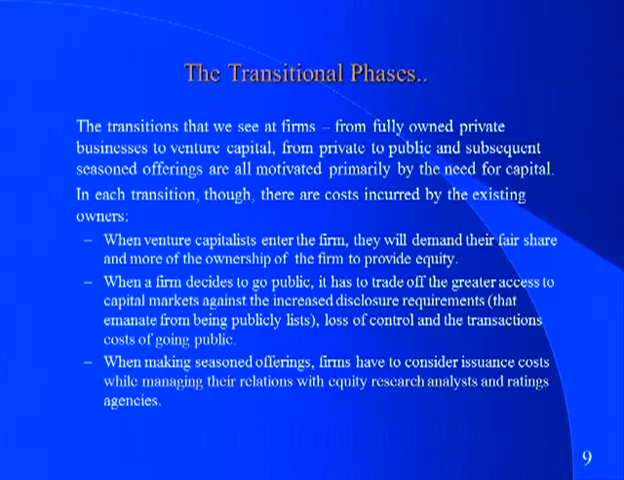 The Transitional Phases..
The transitions that we see at firms – from fully owned private
businesses to venture capital, from private to public and subsequent
seasoned offerings are all motivated primarily by the need for capital.
In each transition, though, there are costs incurred by the existing
owners:
– When venture capitalists enter the firm, they will demand their fair share
and more of the ownership of the firm to provide equity.
– When a firm decides to go public, it has to trade off the greater access to
capital markets against the increased disclosure requirements (that
emanate from being publicly lists), loss of control and the transactions
costs of going public.
– When making seasoned offerings, firms have to consider issuance costs
while managing their relations with equity research analysts and ratings
agencies.
9